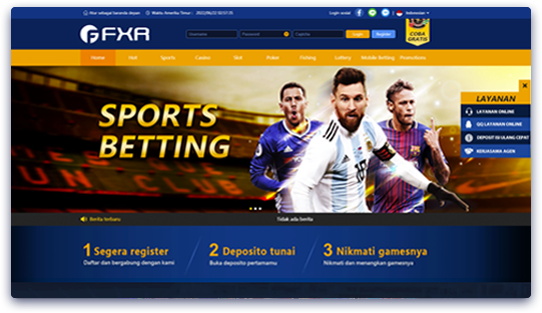 Atur sebagai beranda depan Waktu Amerika Timur : 2022/06/22 02:57:35 Login sosial
Indonesian
FXA
Username Password Captcha Login Register
COBA GRATIS
Home Hot Sports Casino Slot Poker Fishing Lottery Mobile Betting Promotions
SPORTS
BETTING
LAYANAN
LAYANAN ONLINE
QQ LAYANAN ONLINE
DEPOSIT ISI ULANG CEPAT
KERJASAMA AGEN
Berita terbaru Tidak ada berita
1 Segera register
Daftar dan bergabung dengan kami
2 Deposito tunai
Buka deposito pertamamu
3 Nikmati gamesnya
Nikmati dan menangkan gamesnya